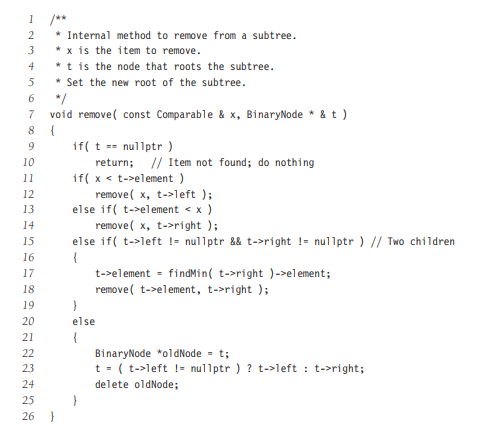 1 /**
2 * Internal method to remove from a subtree.
3 * x is the item to remove.
4 * t is the node that roots the subtree.
5 * Set the new root of the subtree.
6 */
7 void remove( const Comparable & x, BinaryNode * & t )
8 {
9 if( t == nullptr )
10 return; // Item not found; do nothing
11 if( x < t->element )
12 remove( x, t->left );
13 else if( t->element < x )
14 remove( x, t->right );
15 else if( t->left != nullptr && t->right != nullptr ) // Two children
16 {
17 t->element = findMin( t->right )->element;
18 remove( t->element, t->right );
19 }
20 else
21 {
22 BinaryNode *oldNode = t;
23 t = ( t->left != nullptr ) ? t->left : t->right;
24 delete oldNode;
25 }
26 }